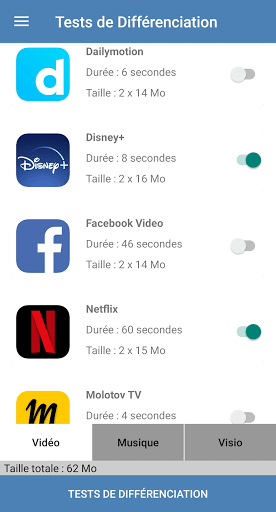 Tests de Différenciation
Dailymotion
Durée : 6 secondes
Taille : 2 x 14 Mo
d
Disney+
Disney+
Durée : 8 secondes
Taille : 2 x 16 Mo
Facebook Video
f
Durée : 46 secondes
Taille : 2 x 14 Mo
Netflix
N
Durée : 60 secondes
Taille : 2 x 15 Mo
Molotov TV
m
Durée : 4 secondes
Vidéo Musique Visio
Taille totale : 62 Mo
TESTS DE DIFFÉRENCIATION